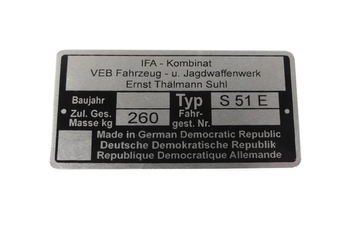 IFA - Kombinat
VEB Fahrzeug - u. Jagdwaffenwerk
Ernst Thälmann Suhl
Baujahr Typ S 51 E
Zul. Ges. Masse kg 260 Fahr- gest. Nr.
Made in German Democratic Republic
Deutsche Demokratische Republik
Republique Democratique Allemande